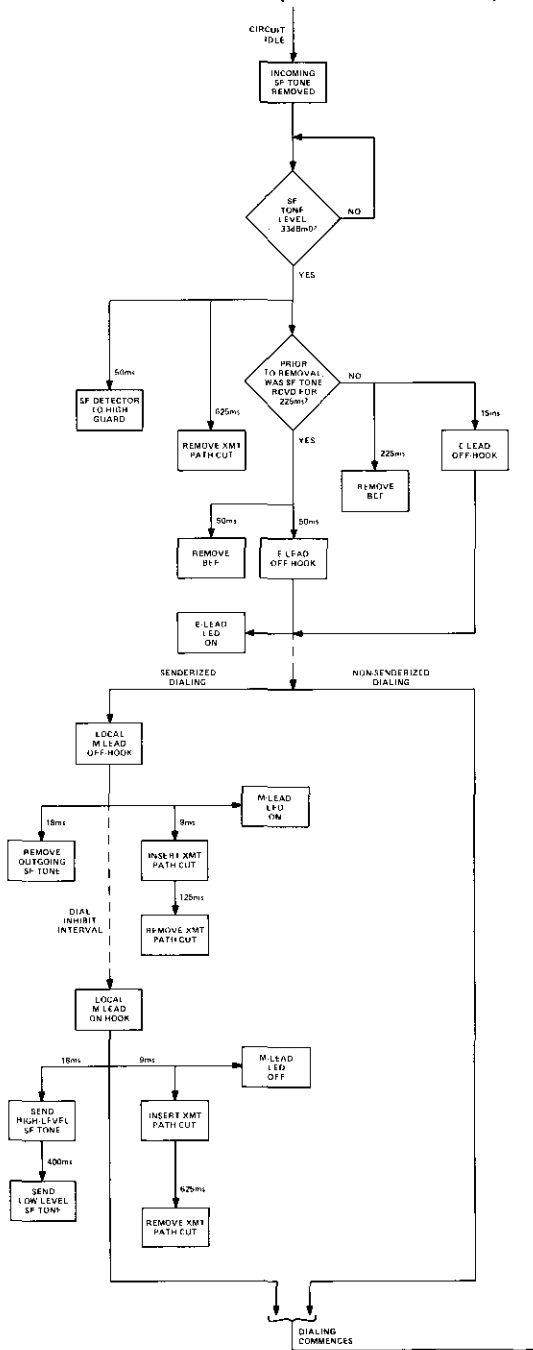 CIRCUIT
IDLE
INCOMING
SF TONE
REMOVED
SF
TONE
LEVEL
33dBm0?
NO
YES
50ms
SF DETECTOR
TO HIGH
GUARD
625ms
REMOVE XMT
PATH CUT
PRIOR
TO REMOVAL,
WAS SF TONE
RCVD FOR
225ms?
NO
YES
225ms
REMOVE
BEF
15ms
E LEAD
OFF-HOOK
50ms
REMOVE
BEF
50ms
E LEAD
OFF HOOK
E-LEAD
LED
ON
SENDERIZED
DIALING
NON-SENDERIZED
DIALING
LOCAL
M LEAD
OFF-HOOK
M-LEAD
LED
ON
18ms
REMOVE
OUTGOING
SF TONE
9ms
INSERT XMT
PATH CUT
125ms
REMOVE XMT
PATH CUT
DIAL
INHIBIT
INTERVAL
LOCAL
M LEAD
ON HOOK
M-LEAD
LED
OFF
18ms
SEND
HIGH-LEVEL
SF TONE
400ms
SEND
LOW LEVEL
SF TONE
9ms
INSERT XMT
PATH CUT
625ms
REMOVE XMT
PATH CUT
DIALING
COMMENCES